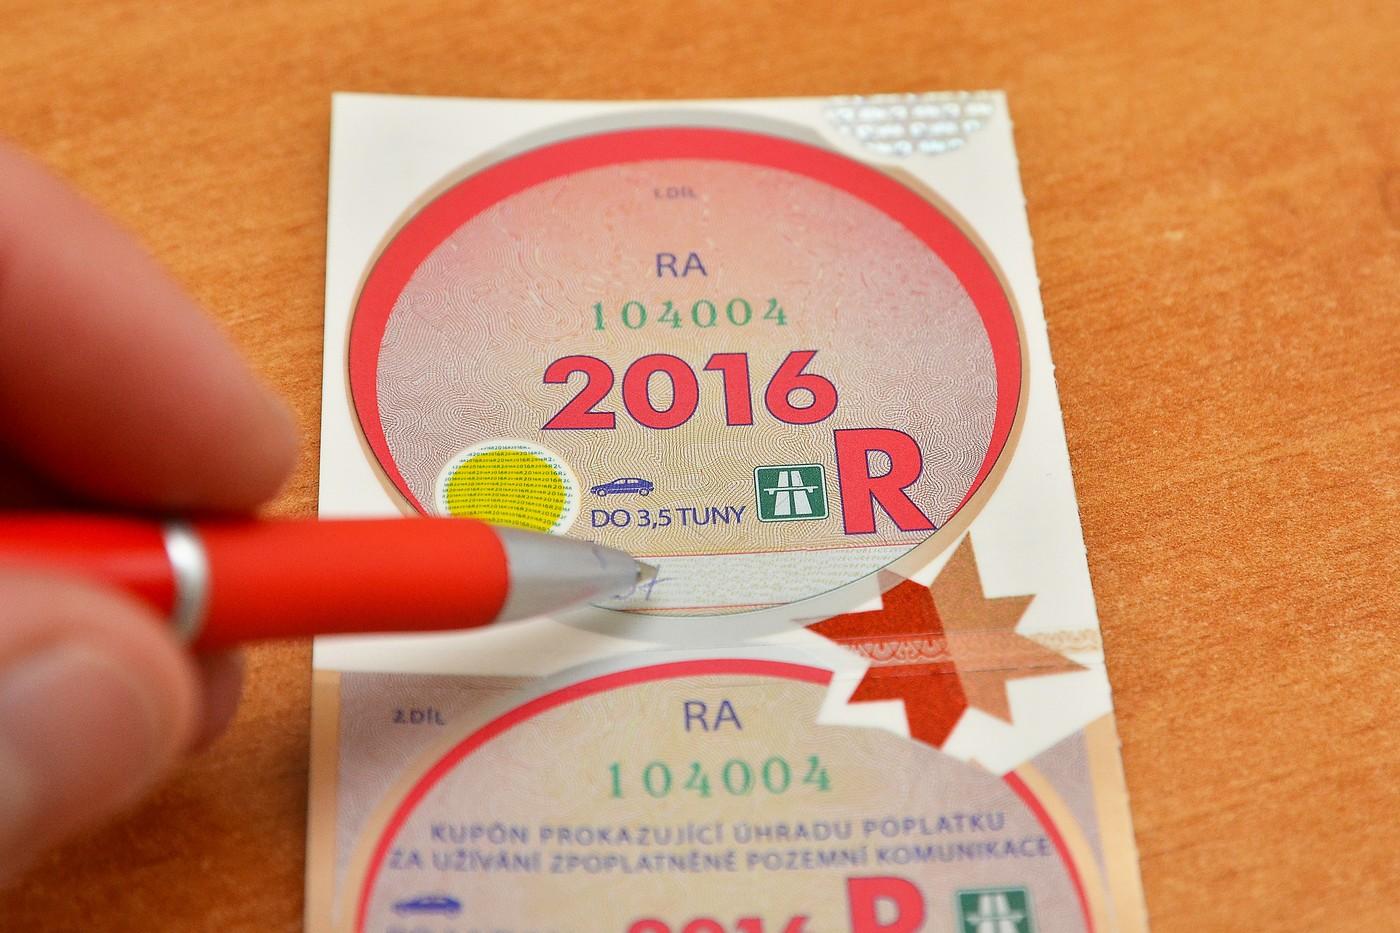 1.DÍL
RA
104004
2016
R
DO 3,5 TUNY
2.DÍL
RA
104004
KUPÓN PROKAZUJÍCÍ ÚHRADU POPLATKU
ZA UŽÍVÁNÍ ZPOPLATNĚNÉ POZEMNÍ KOMUNIKACE
2016
R